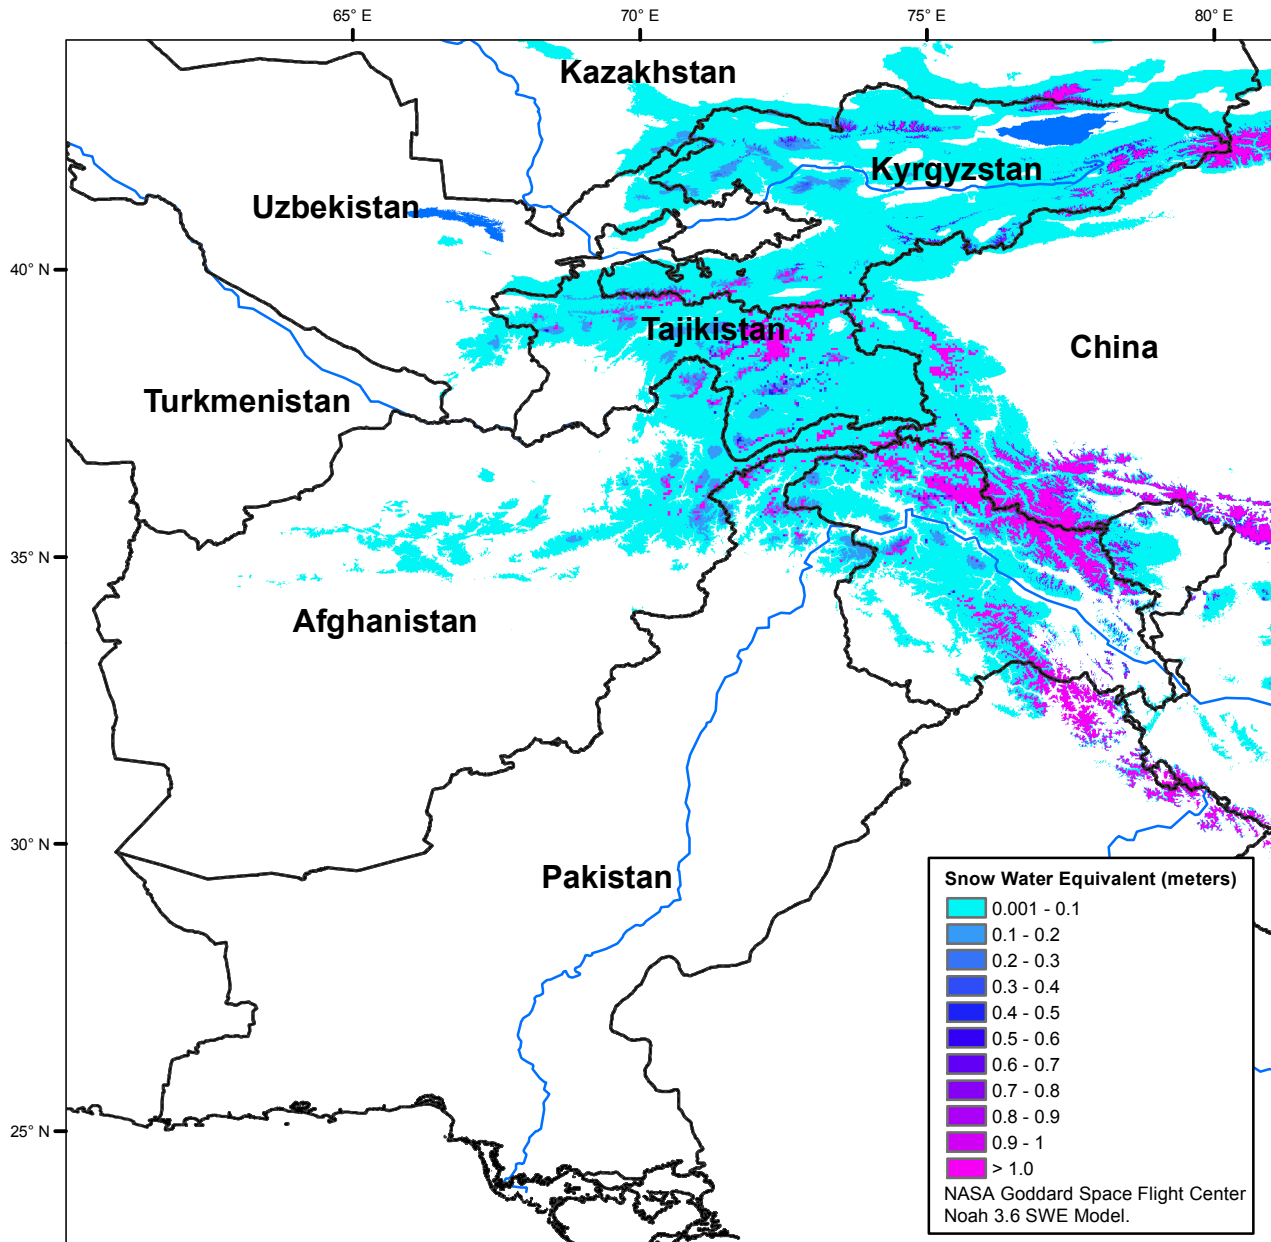 65° E
70° E
75° E
80° E
Kazakhstan
Kyrgyzstan
Uzbekistan
40° N
Tajikistan
China
Turkmenistan
35° N
Afghanistan
30° N
Pakistan
25° N
Snow Water Equivalent (meters)
0.001 - 0.1
0.1 - 0.2
0.2 - 0.3
0.3 - 0.4
0.4 - 0.5
0.5 - 0.6
0.6 - 0.7
0.7 - 0.8
0.8 - 0.9
0.9 - 1
> 1.0
NASA Goddard Space Flight Center
Noah 3.6 SWE Model.